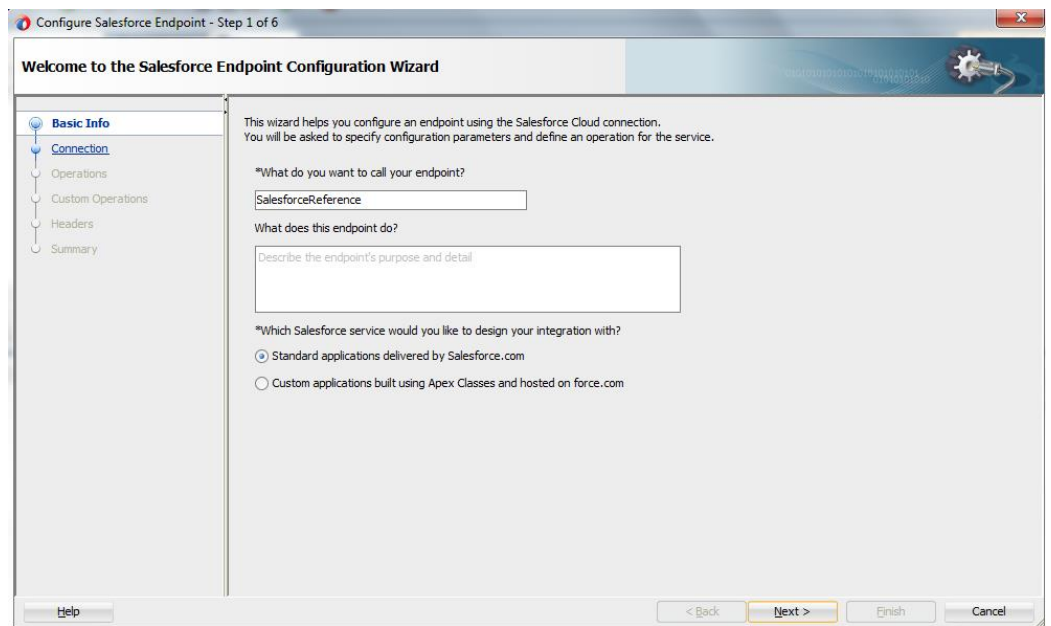 Configure Salesforce Endpoint - Step 1 of 6
X
Welcome to the Salesforce Endpoint Configuration Wizard
Basic Info
Connection
Operations
Custom Operations
Headers
Summary
This wizard helps you configure an endpoint using the Salesforce Cloud connection.
You will be asked to specify configuration parameters and define an operation for the service.
*What do you want to call your endpoint?
SalesforceReference
What does this endpoint do?
Describe the endpoint's purpose and detail
*Which Salesforce service would you like to design your integration with?
Standard applications delivered by Salesforce.com
Custom applications built using Apex Classes and hosted on force.com
Help
< Back
Next >
Finish
Cancel